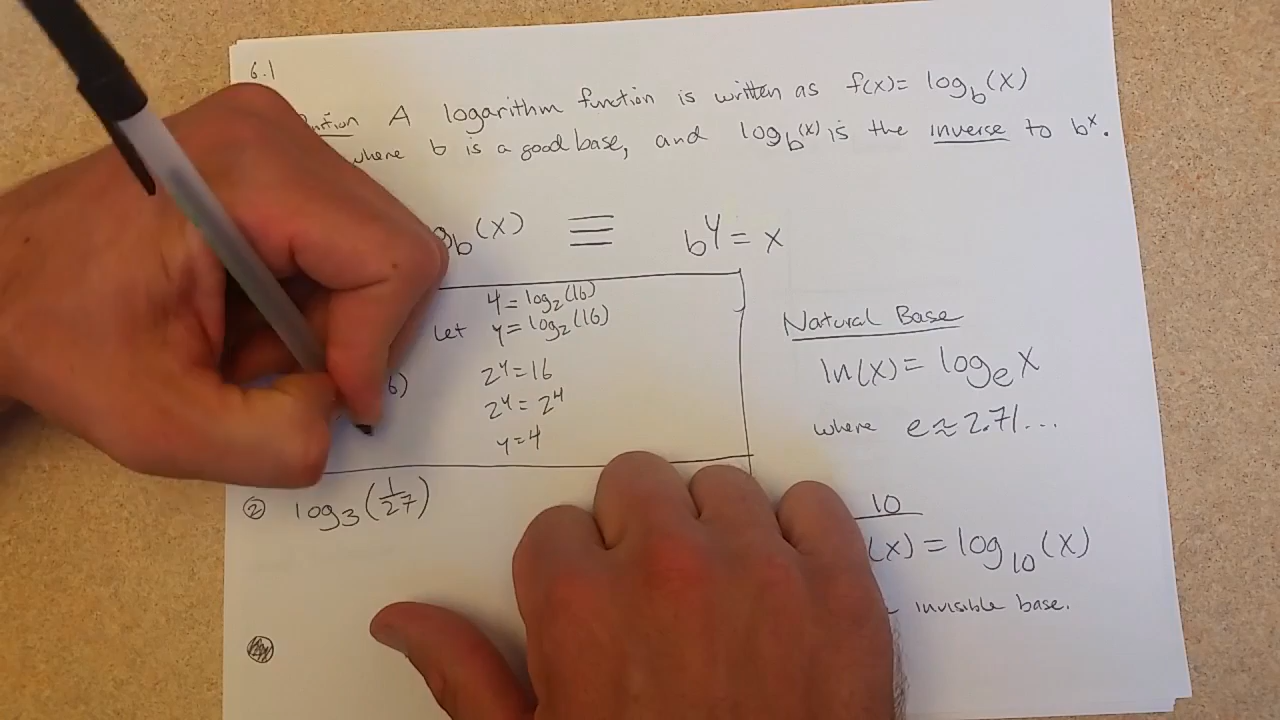 6.1
A logarithm function is written as f(x)= log_b(x)
where b is a good base, and log_b(x) is the inverse to b^x.
(x) ≡ b^y = x
4 = log_2(16)
Let y = log_2(16)
2^y = 16
2^y = 2^4
y = 4
② log_3(1/27)
Natural Base
ln(x) = log_e x
where e ≈ 2.71...
10
(x) = log_10(x)
invisible base.